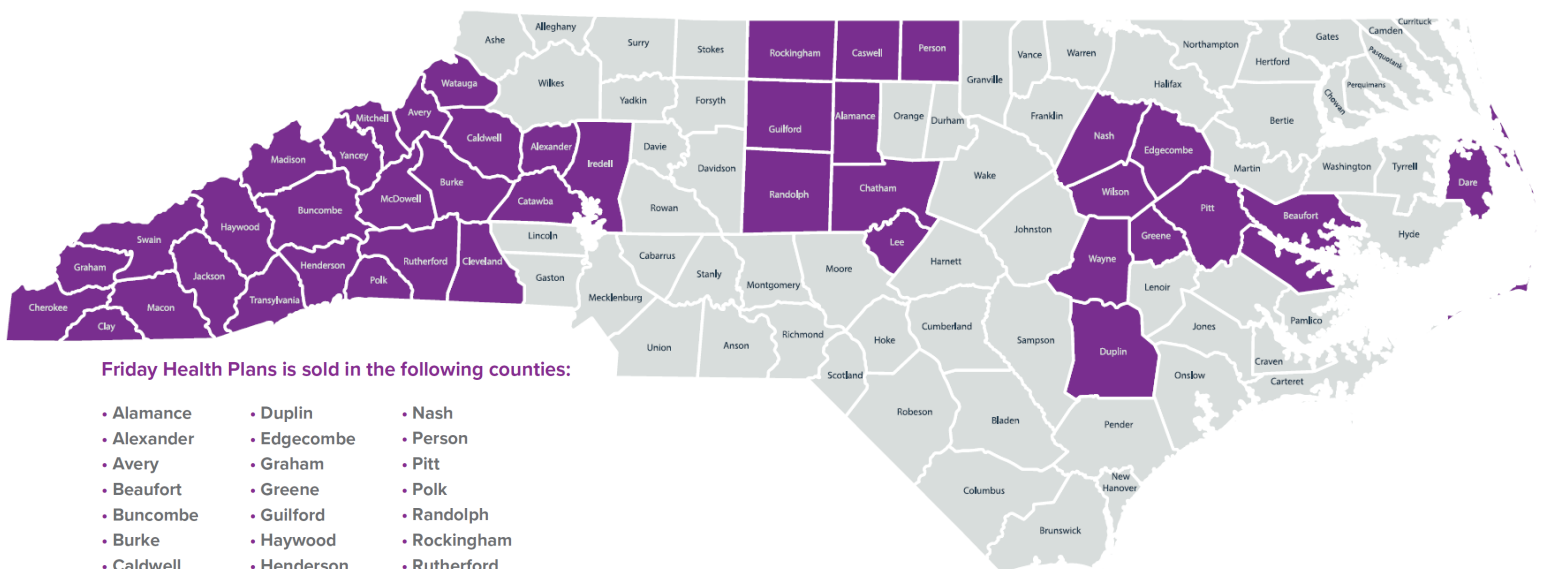 Alleghany
Ashe
Surry
Stokes
Rockingham
Caswell
Person
Granville
Vance
Warren
Northampton
Gates
Camden
Currituck
Pasquotank
Hertford
Perquimans
Chowan
Halifax
Bertie
Watauga
Wilkes
Yadkin
Forsyth
Guilford
Alamance
Orange
Durham
Franklin
Nash
Edgecombe
Martin
Washington
Tyrrell
Dare
Mitchell
Avery
Caldwell
Alexander
Iredell
Davie
Davidson
Madison
Yancey
Burke
McDowell
Catawba
Rowan
Randolph
Chatham
Wake
Wilson
Pitt
Beaufort
Hyde
Buncombe
Haywood
Swain
Graham
Jackson
Henderson
Rutherford
Cleveland
Lincoln
Gaston
Polk
Transylvania
Macon
Cherokee
Clay
Cabarrus
Stanly
Mecklenburg
Montgomery
Moore
Lee
Harnett
Johnston
Greene
Wayne
Lenoir
Pamlico
Jones
Craven
Carteret
Union
Anson
Richmond
Scotland
Hoke
Cumberland
Sampson
Duplin
Onslow
Robeson
Bladen
Pender
New
Hanover
Columbus
Brunswick
Friday Health Plans is sold in the following counties:
• Alamance
• Alexander
• Avery
• Beaufort
• Buncombe
• Burke
• Caldwell
• Duplin
• Edgecombe
• Graham
• Greene
• Guilford
• Haywood
• Henderson
• Nash
• Person
• Pitt
• Polk
• Randolph
• Rockingham
• Rutherford